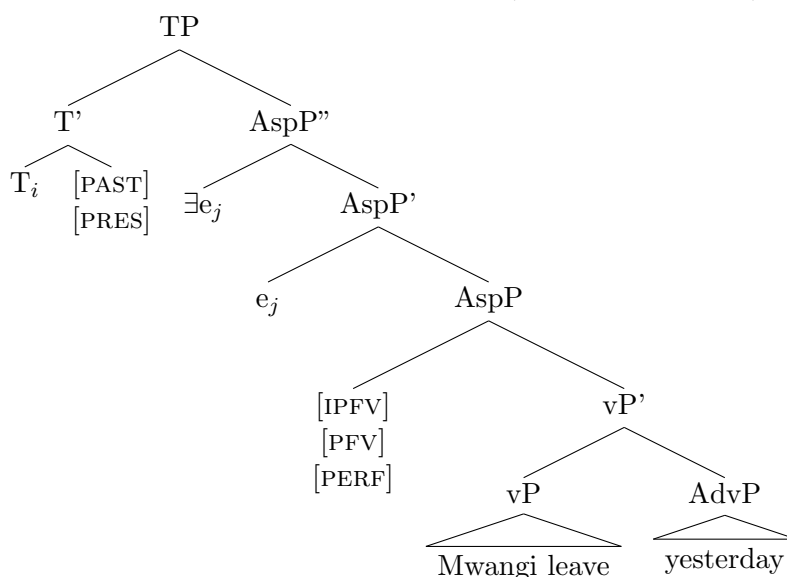 TP
T' AspP"
T_i [PAST] ∃e_j AspP'
[PRES]
e_j AspP
[IPFV] vP'
[PFV]
[PERF] vP AdvP
Mwangi leave yesterday